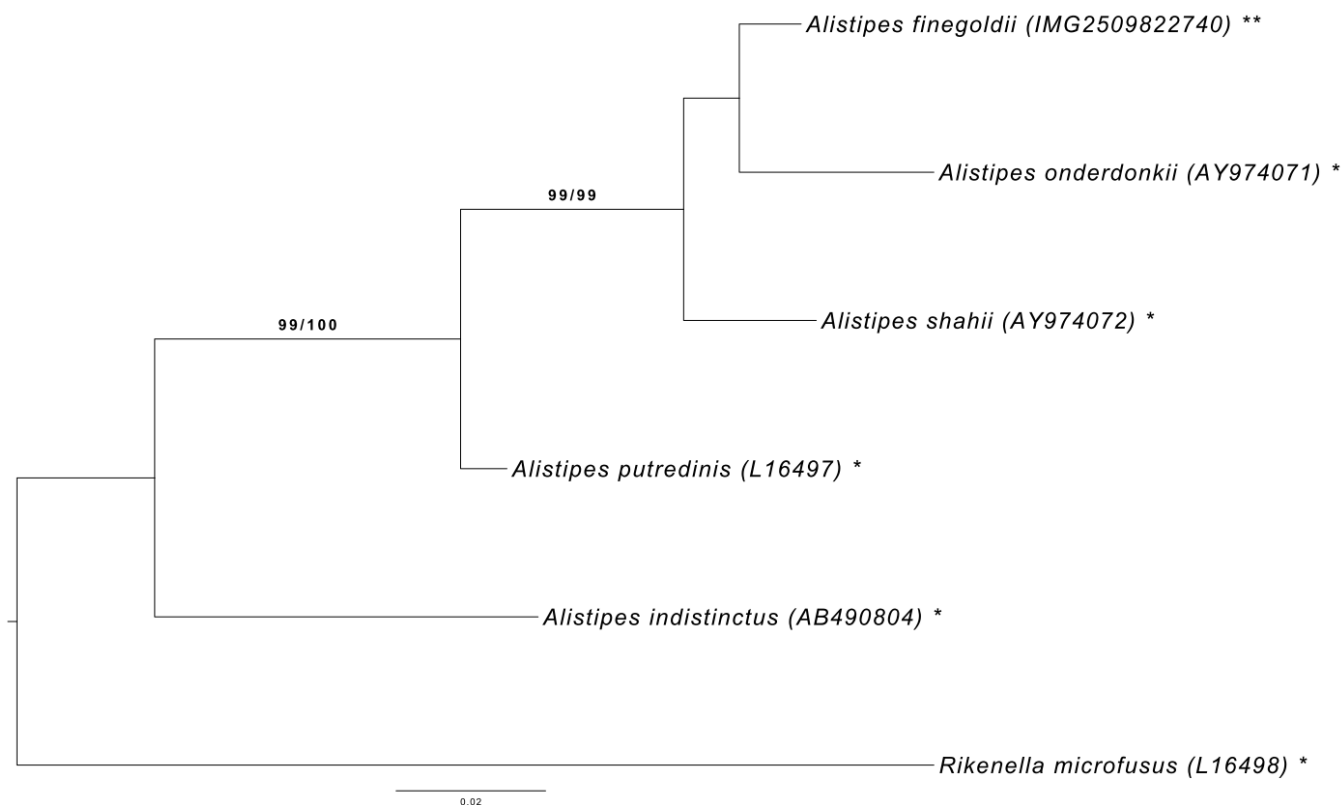 Alistipes finegoldii (IMG2509822740) **
Alistipes onderdonkii (AY974071) *
99/99
Alistipes shahii (AY974072) *
99/100
Alistipes putredinis (L16497) *
Alistipes indistinctus (AB490804) *
Rikenella microfusus (L16498) *
0.02